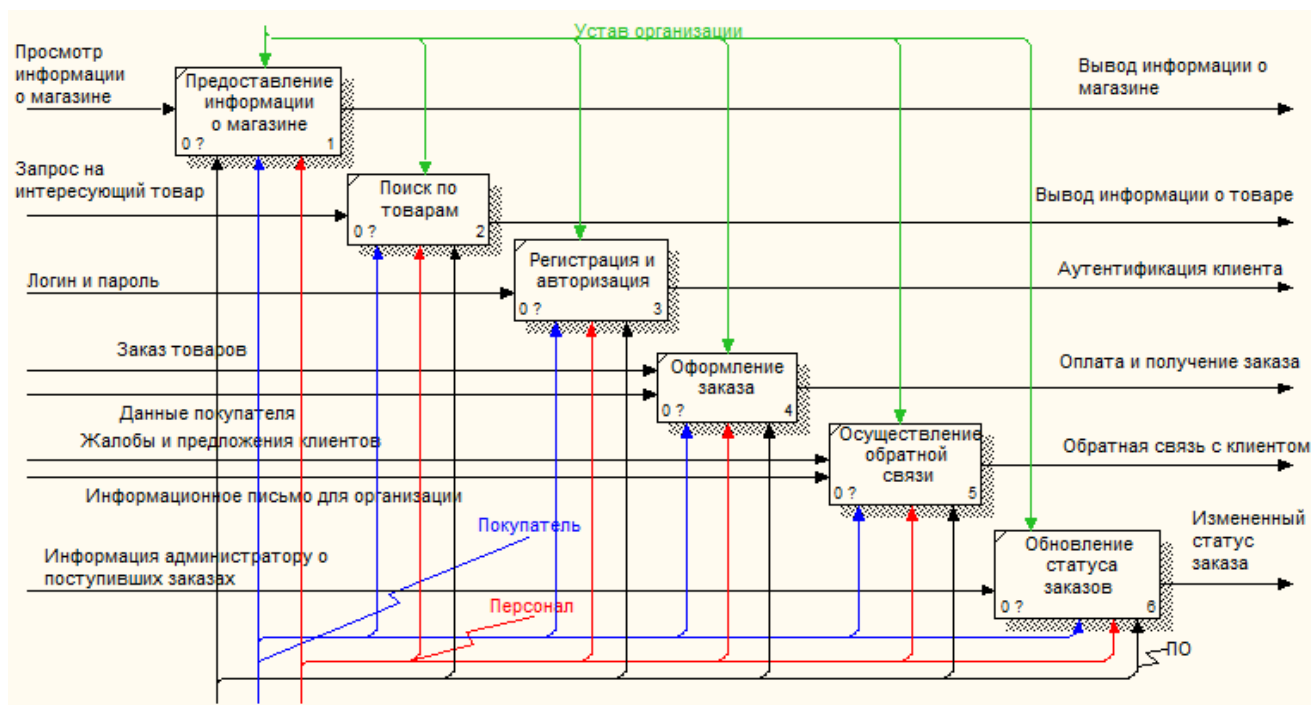 Устав организации
Просмотр
информации
о магазине
Предоставление
информации
о магазине
0 ?
1
Вывод информации о
магазине
Запрос на
интересующий товар
Поиск по
товарам
0 ?
2
Вывод информации о товаре
Логин и пароль
Регистрация и
авторизация
0 ?
3
Аутентификация клиента
Заказ товаров
Данные покупателя
Оформление
заказа
0 ?
4
Оплата и получение заказа
Жалобы и предложения клиентов
Информационное письмо для организации
Осуществление
обратной
связи
0 ?
5
Обратная связь с клиентом
Покупатель
Информация администратору о
поступивших заказах
Обновление
статуса
заказов
0 ?
6
Измененный
статус
заказа
Персонал
ПО